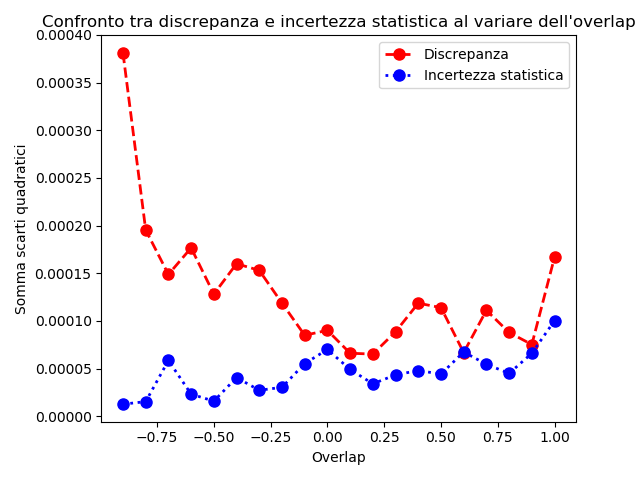 Confronto tra discrepanza e incertezza statistica al variare dell'overlap
Discrepanza
Incertezza statistica
Somma scarti quadratici
0.00040
0.00035
0.00030
0.00025
0.00020
0.00015
0.00010
0.00005
0.00000
−0.75 −0.50 −0.25 0.00 0.25 0.50 0.75 1.00
Overlap